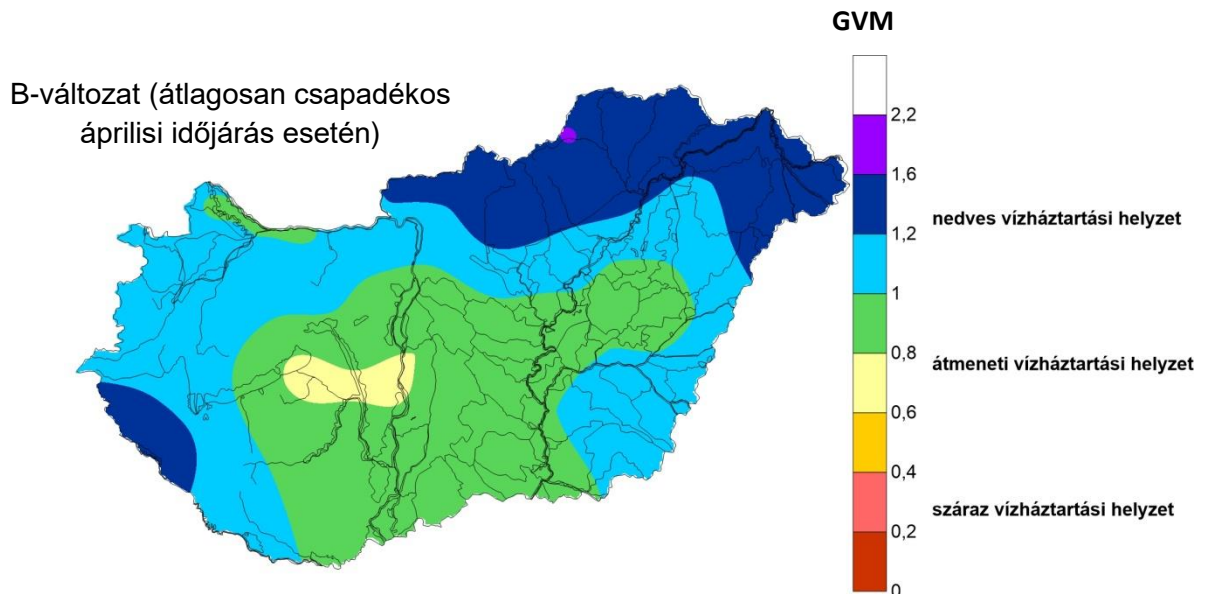 GVM
B-változat (átlagosan csapadékos
áprilisi időjárás esetén)
2,2
1,6
nedves vízháztartási helyzet
1,2
1
0,8
átmeneti vízháztartási helyzet
0,6
0,4
száraz vízháztartási helyzet
0,2
0